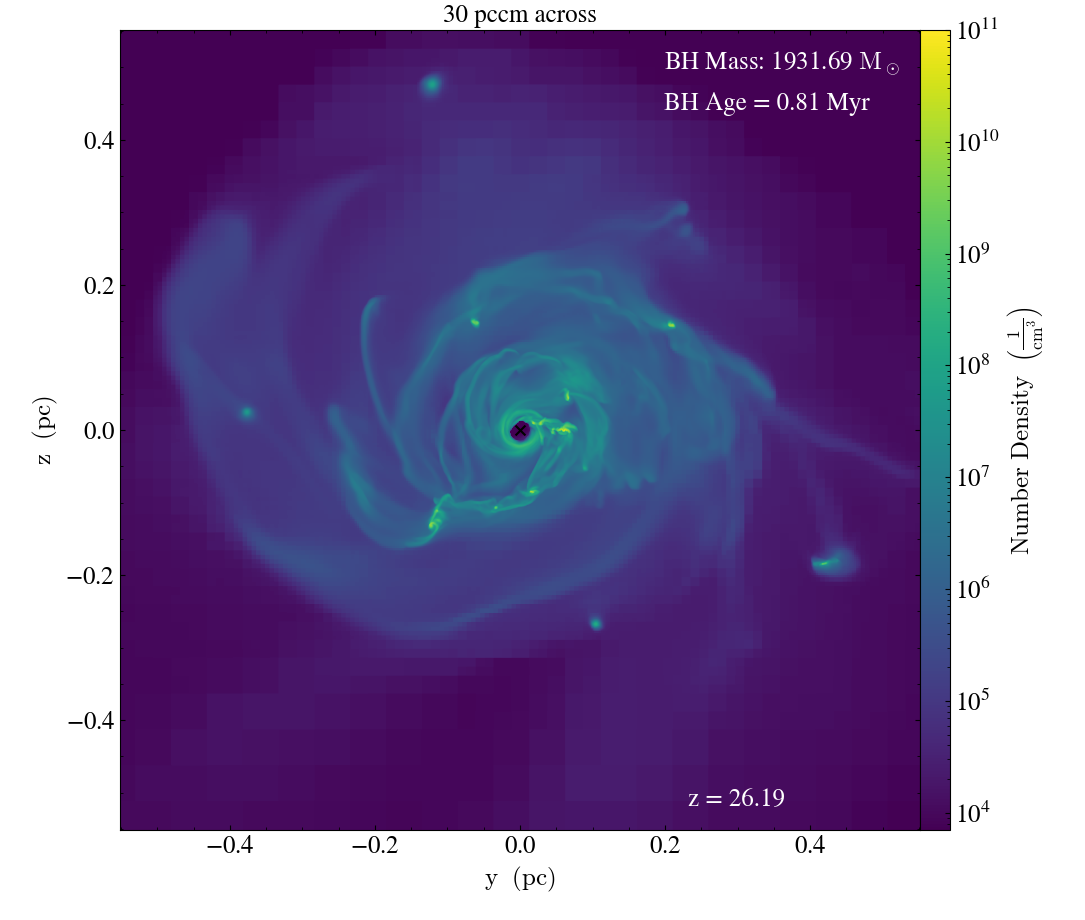 30 pccm across
BH Mass: 1931.69 M⊙
BH Age = 0.81 Myr
z = 26.19
0.4
0.2
0.0
−0.2
−0.4
z (pc)
−0.4
−0.2
0.0
0.2
0.4
y (pc)
10¹¹
10¹⁰
10⁹
10⁸
10⁷
10⁶
10⁵
10⁴
Number Density (1/cm³)